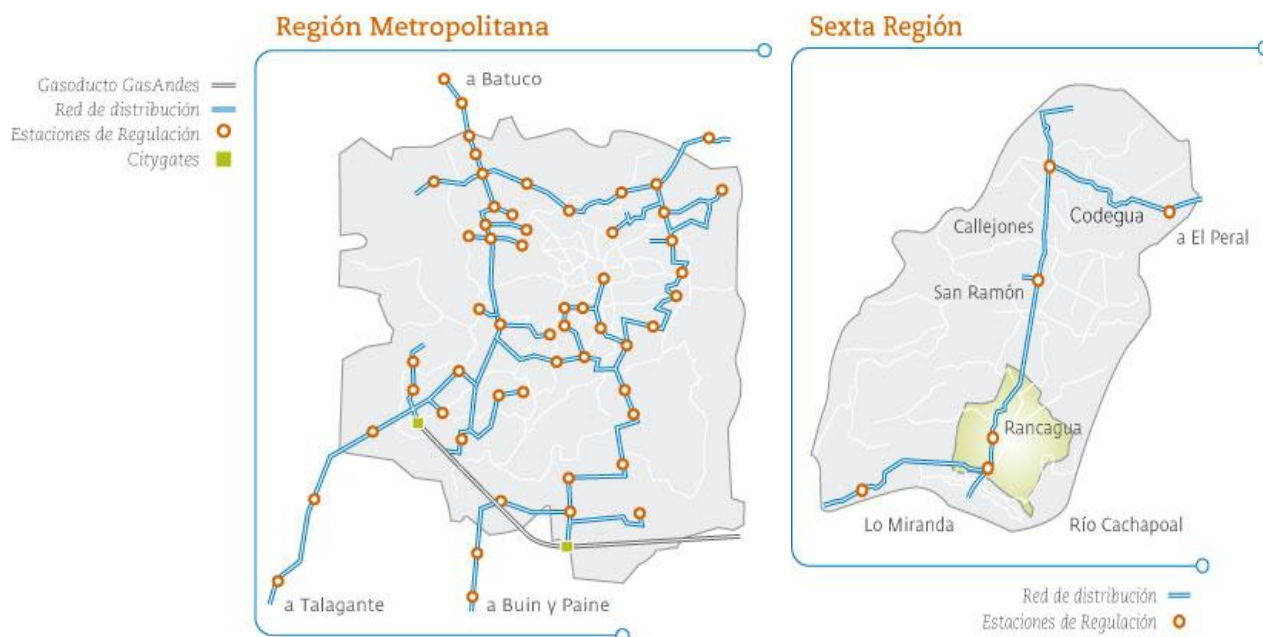 Región Metropolitana
Gasoducto GasAndes
Red de distribución
Estaciones de Regulación
Citygates
a Batuco
a Talagante
a Buin y Paine
Sexta Región
Callejones
Codegua
a El Peral
San Ramón
Rancagua
Lo Miranda
Río Cachapoal
Red de distribución
Estaciones de Regulación